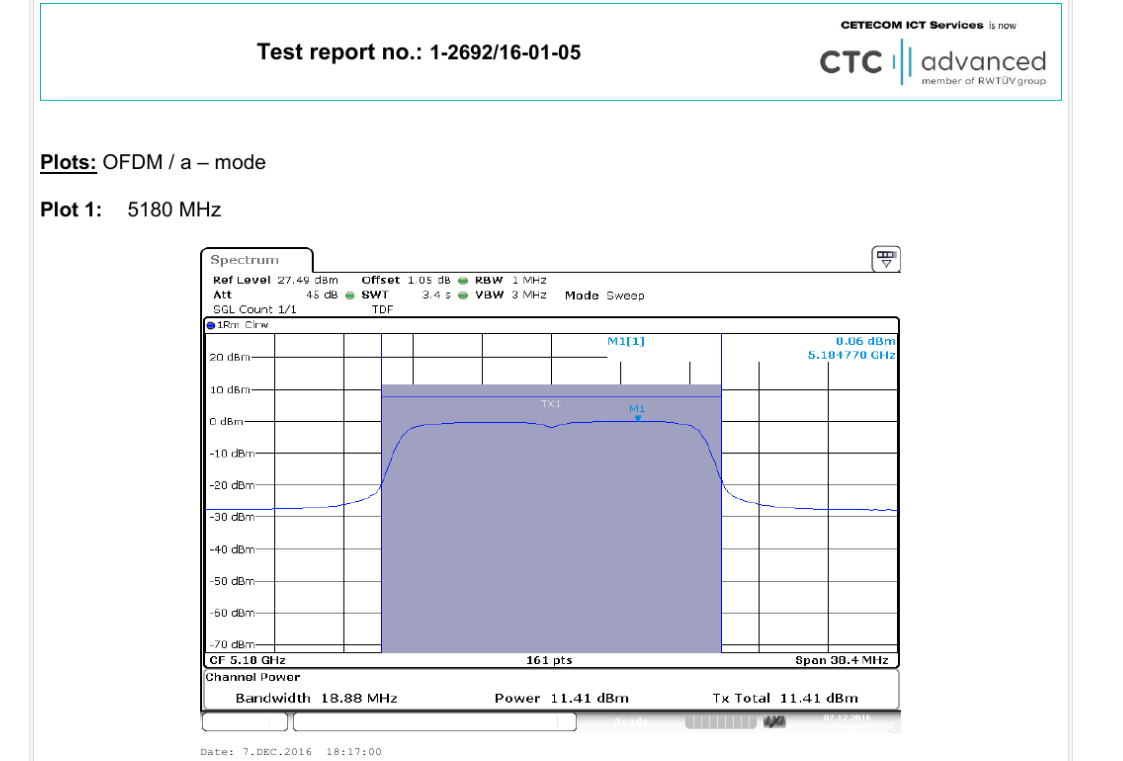 CETECOM ICT Services is now
Test report no.: 1-2692/16-01-05
CTC advanced
member of RWTÜV group
Plots: OFDM / a – mode
Plot 1: 5180 MHz
Spectrum
Ref Level 27.49 dBm Offset 1.05 dB RBW 1 MHz
Att 45 dB SWT 3.4 s VBW 3 MHz Mode Sweep
SGL Count 1/1 TDF
1Rm Clrw
M1[1] 0.06 dBm
5.184770 GHz
20 dBm
10 dBm
TX1
M1
0 dBm
-10 dBm
-20 dBm
-30 dBm
-40 dBm
-50 dBm
-60 dBm
-70 dBm
CF 5.18 GHz 161 pts Span 38.4 MHz
Channel Power
Bandwidth 18.88 MHz Power 11.41 dBm Tx Total 11.41 dBm
Ready 07.12.2016
Date: 7.DEC.2016 18:17:00